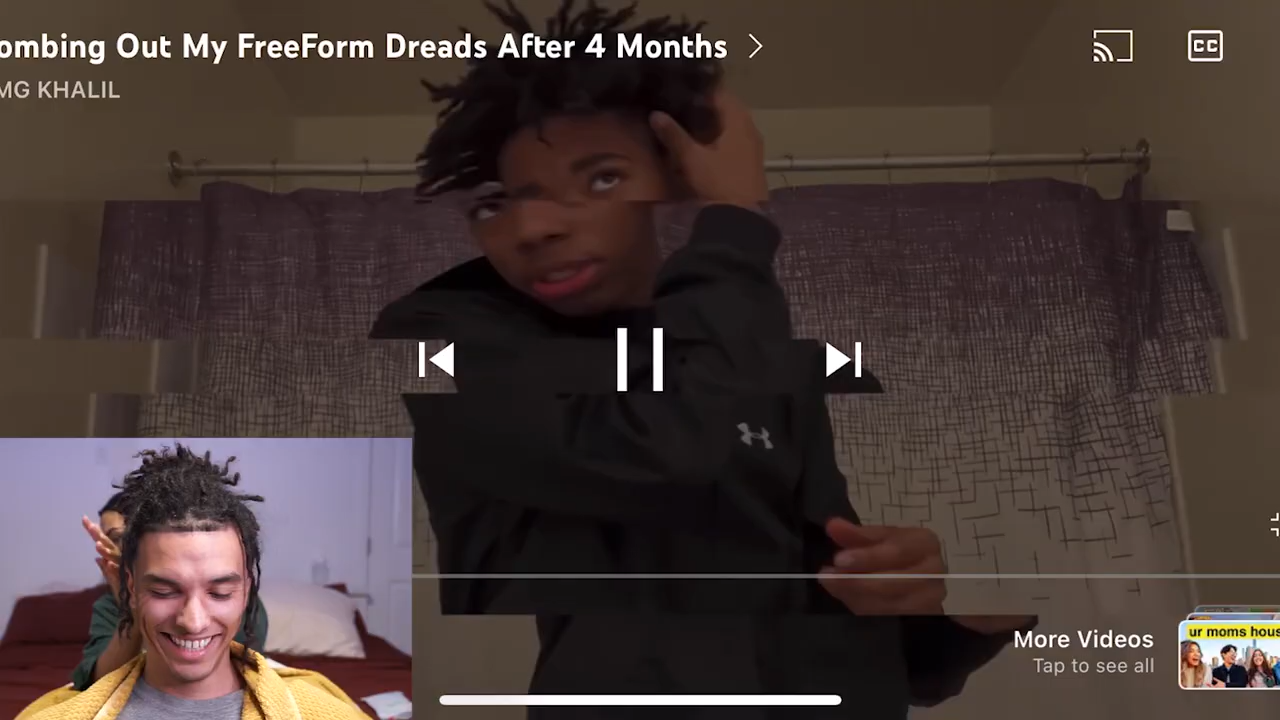 ombing Out My FreeForm Dreads After 4 Months
MG KHALIL
CC
More Videos
Tap to see all
ur moms hous